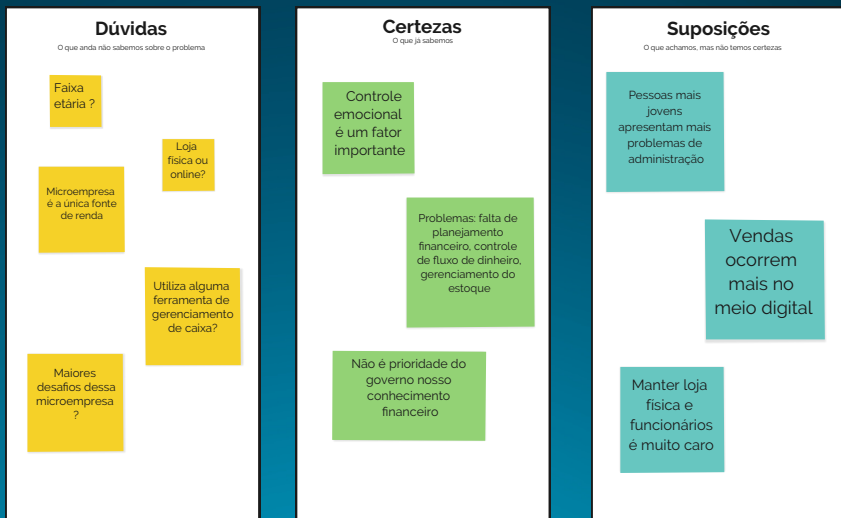 Dúvidas
O que anda não sabemos sobre o problema
Faixa
etária ?
Loja
física ou
online?
Microempresa
é a única fonte
de renda
Utiliza alguma
ferramenta de
gerenciamento
de caixa?
Maiores
desafios dessa
microempresa
?
Certezas
O que já sabemos
Controle
emocional
é um fator
importante
Problemas: falta de
planejamento
financeiro, controle
de fluxo de dinheiro,
gerenciamento do
estoque
Não é prioridade do
governo nosso
conhecimento
financeiro
Suposições
O que achamos, mas não temos certezas
Pessoas mais
jovens
apresentam mais
problemas de
administração
Vendas
ocorrem
mais no
meio digital
Manter loja
física e
funcionários
é muito caro